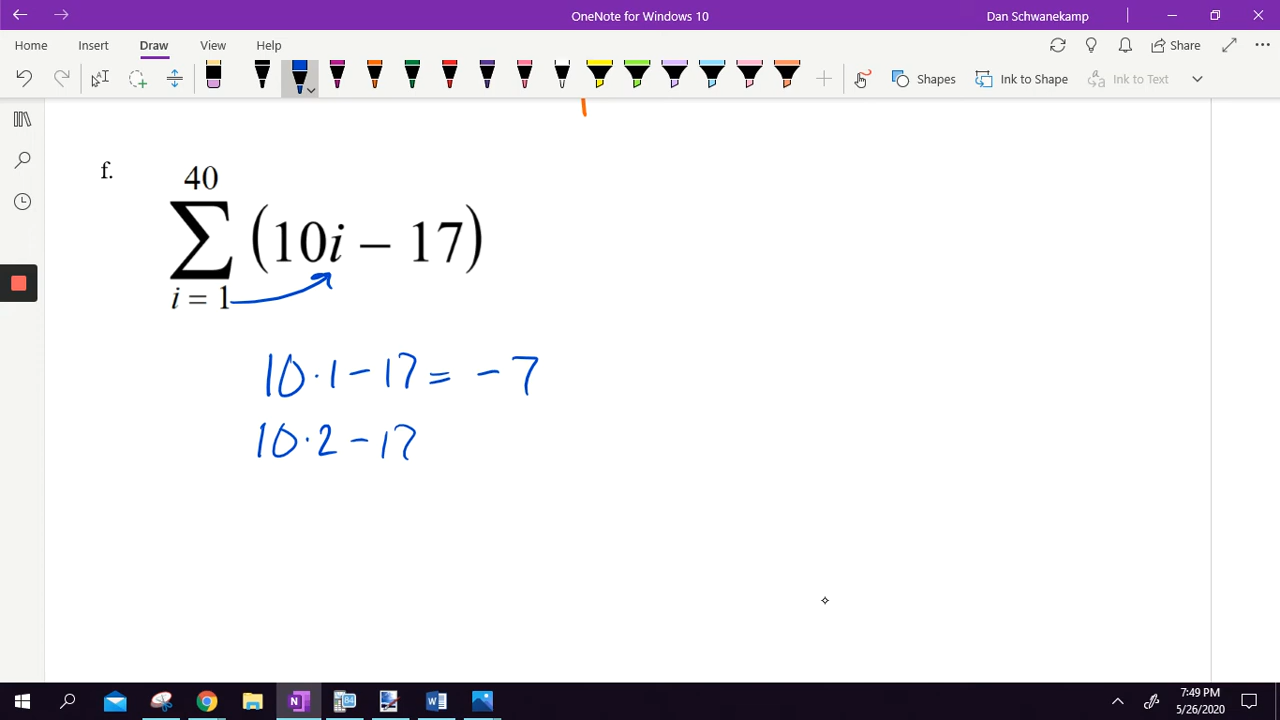 OneNote for Windows 10
Dan Schwanekamp
Home Insert Draw View Help
Share
Shapes
Ink to Shape
Ink to Text
f.
40
∑ (10i – 17)
i = 1
10·1-17 = -7
10·2-17
7:49 PM
5/26/2020